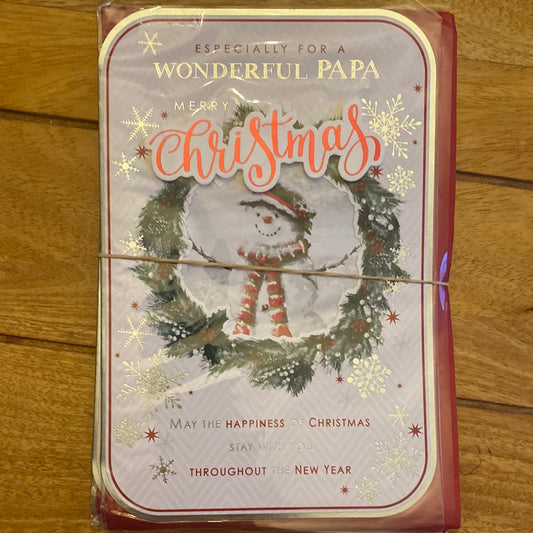 ESPECIALLY FOR A
WONDERFUL PAPA
MERRY
Christmas
MAY THE HAPPINESS OF CHRISTMAS
STAY WITH YOU
THROUGHOUT THE NEW YEAR